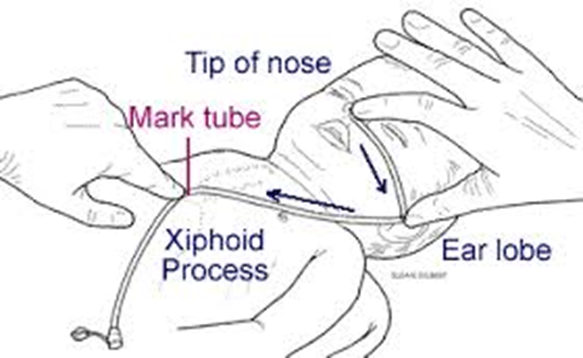 Tip of nose
Mark tube
Xiphoid
Process
Ear lobe